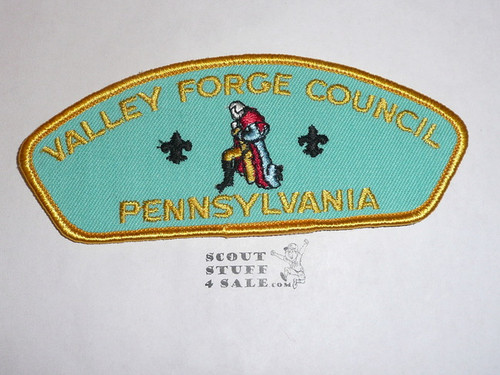 VALLEY FORGE COUNCIL
PENNSYLVANIA
SCOUT
STUFF
4 SALE.COM